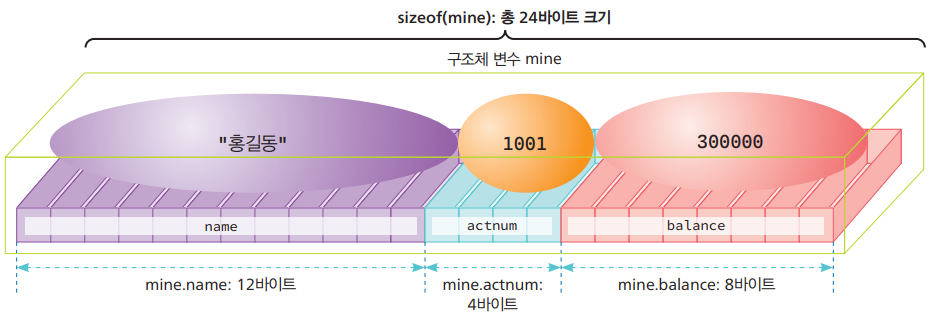 sizeof(mine): 총 24바이트 크기
구조체 변수 mine
"홍길동"
1001
300000
name
actnum
balance
mine.name: 12바이트
mine.actnum:
4바이트
mine.balance: 8바이트